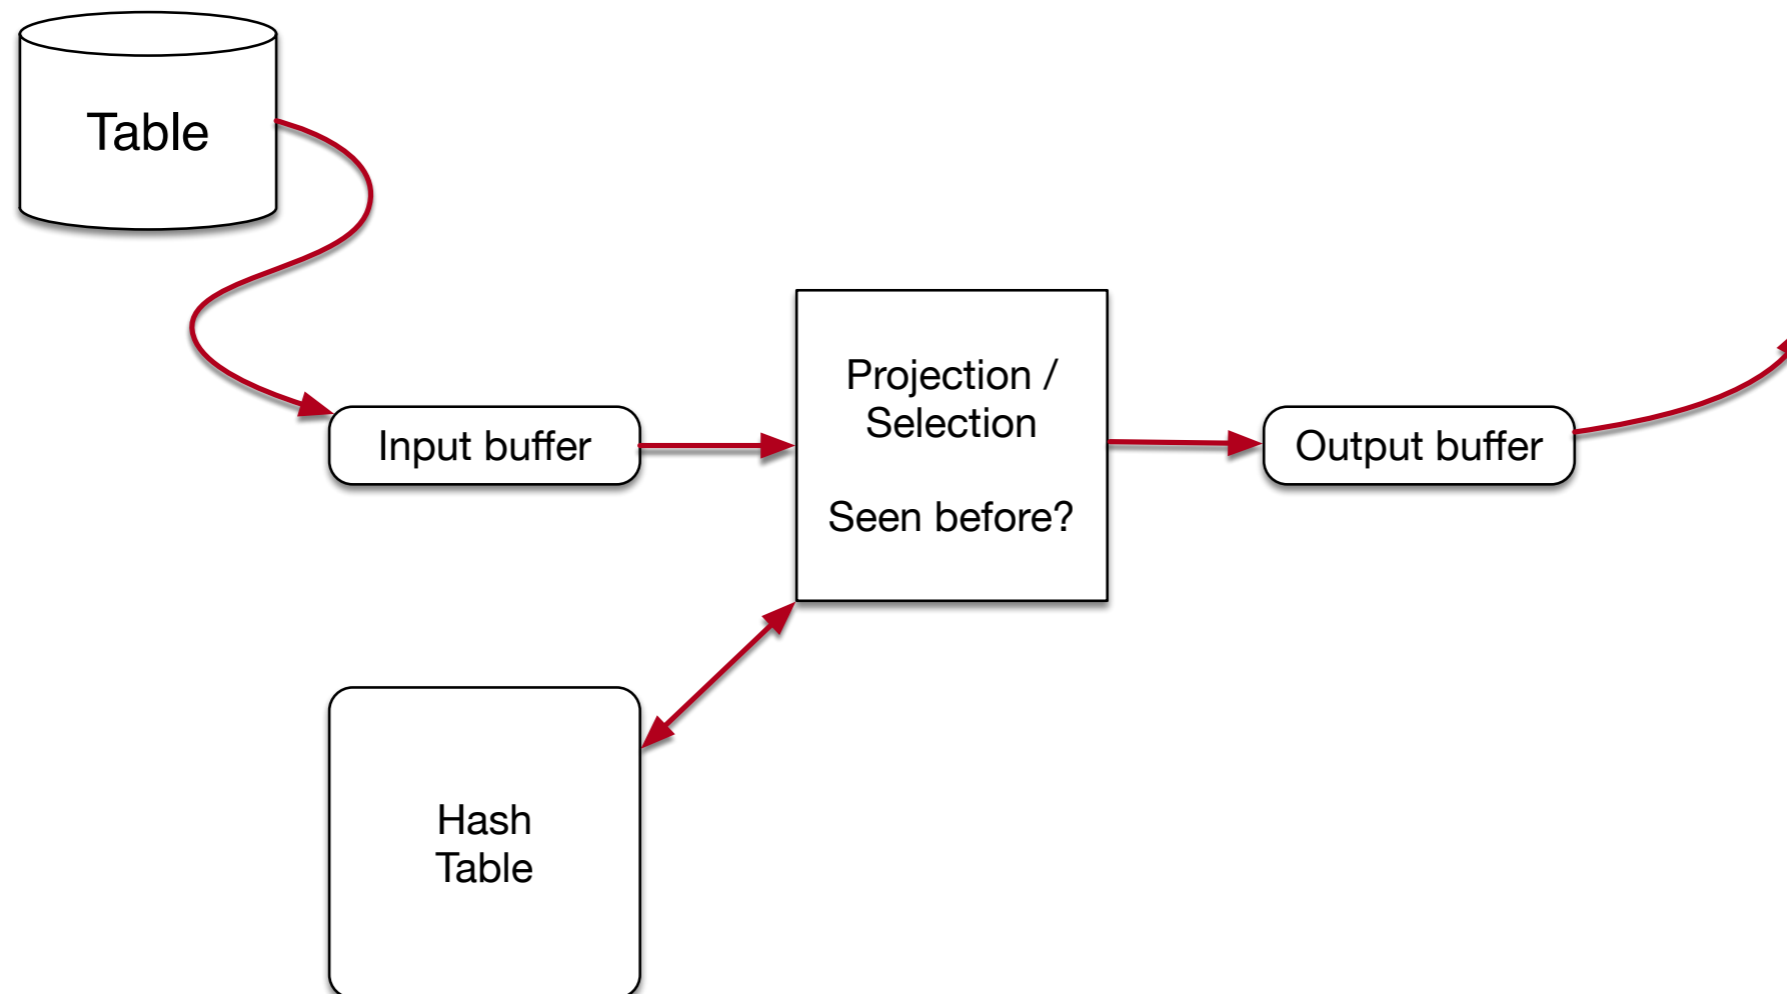 Table
Input buffer
Projection /
Selection
Seen before?
Output buffer
Hash
Table